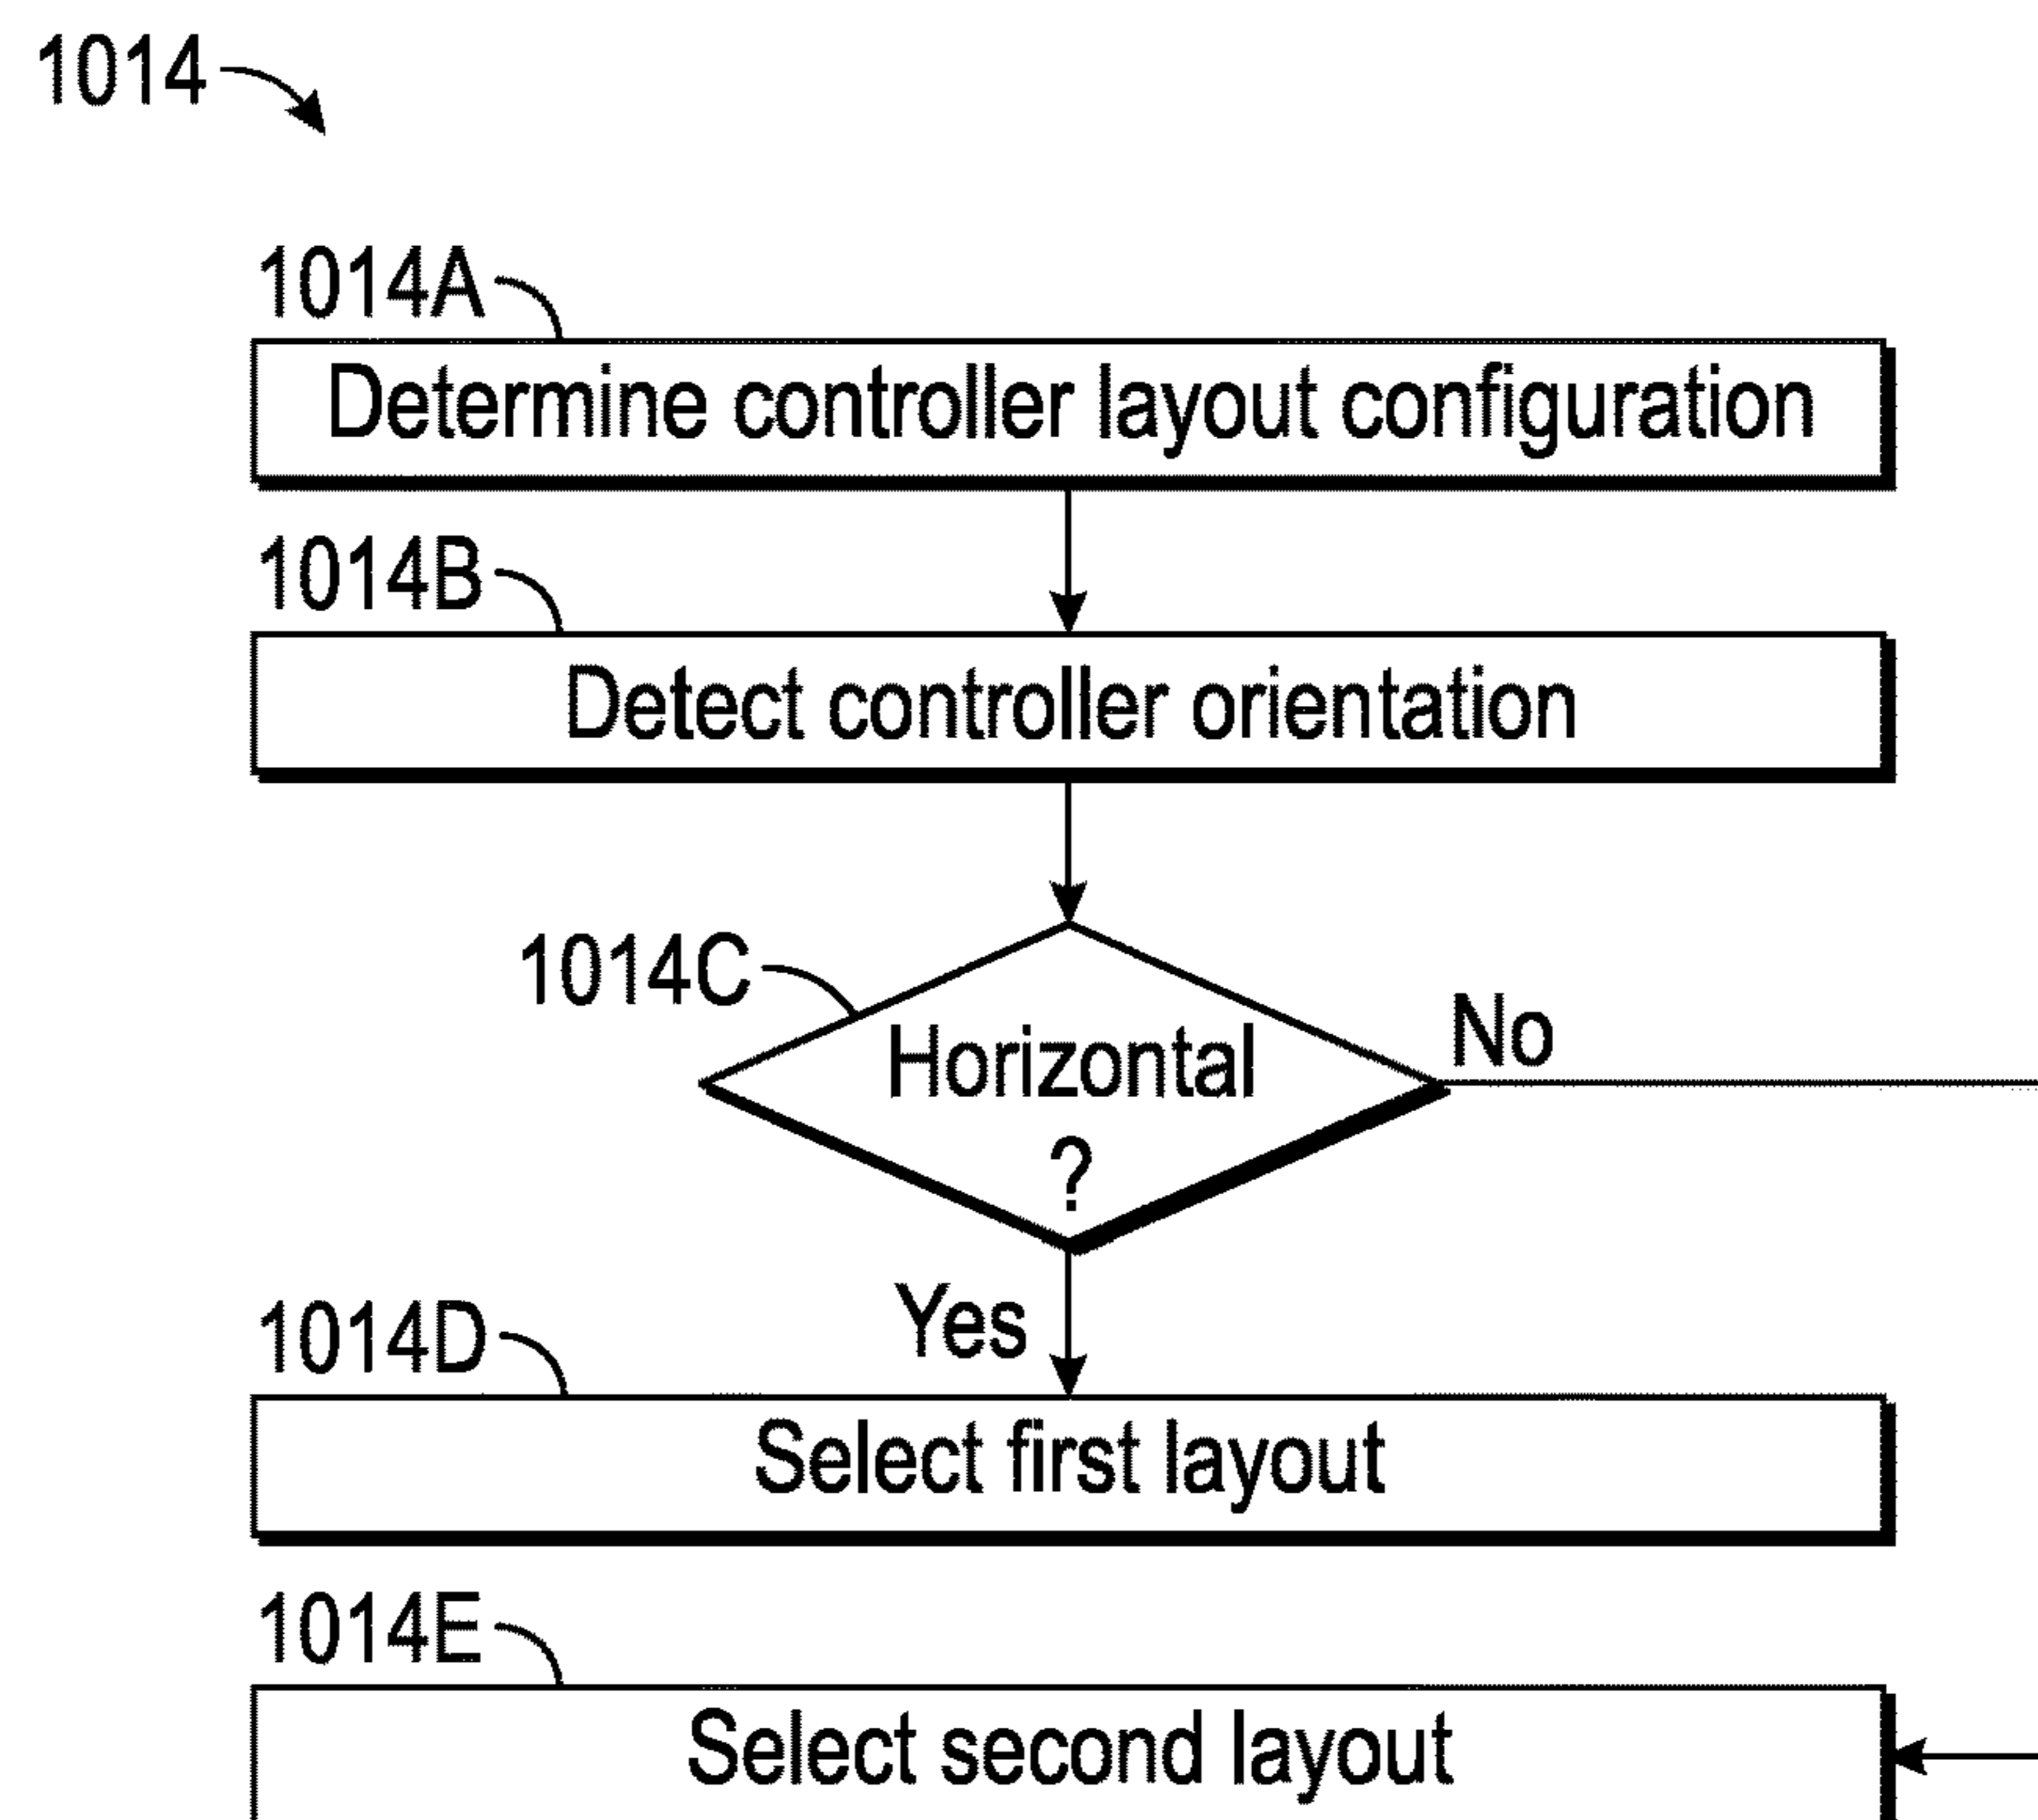 1014
1014A
Determine controller layout configuration
1014B
Detect controller orientation
1014C
Horizontal
?
No
Yes
1014D
Select first layout
1014E
Select second layout